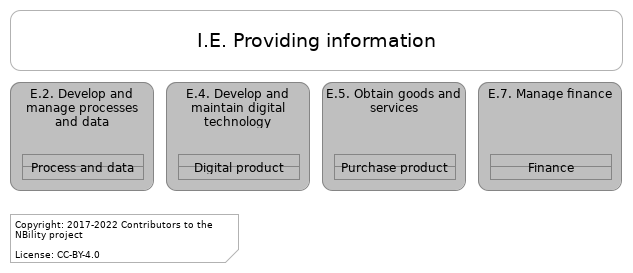 I.E. Providing information
E.2. Develop and
manage processes
and data
Process and data
E.4. Develop and
maintain digital
technology
Digital product
E.5. Obtain goods and
services
Purchase product
E.7. Manage finance
Finance
Copyright: 2017-2022 Contributors to the
NBility project
License: CC-BY-4.0